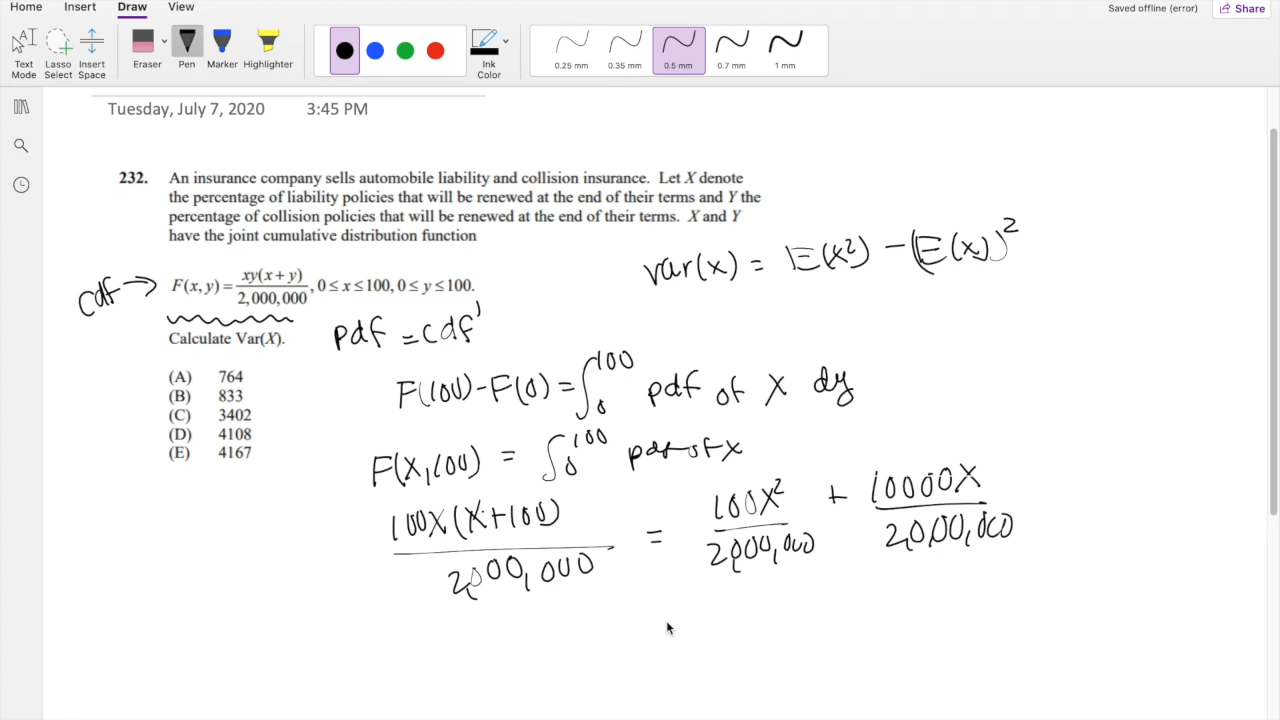 Home Insert Draw View Saved offline (error) Share
Text Mode Lasso Select Insert Space Eraser Pen Marker Highlighter Ink Color 0.25 mm 0.35 mm 0.5 mm 0.7 mm 1 mm
Tuesday, July 7, 2020 3:45 PM
232. An insurance company sells automobile liability and collision insurance. Let X denote
the percentage of liability policies that will be renewed at the end of their terms and Y the
percentage of collision policies that will be renewed at the end of their terms. X and Y
have the joint cumulative distribution function
var(x) = E(x²) - (E(x))²
cdf → F(x, y) = xy(x + y) / 2,000,000, 0 ≤ x ≤ 100, 0 ≤ y ≤ 100.
Calculate Var(X).
pdf = cdf'
(A) 764
(B) 833
(C) 3402
(D) 4108
(E) 4167
F(100) - F(0) = ∫₀¹⁰⁰ pdf of X dy
F(X,100) = ∫₀¹⁰⁰ pdf of x
100X(X+100) / 2,000,000 = 100X² / 2,000,000 + 10000X / 2,000,000